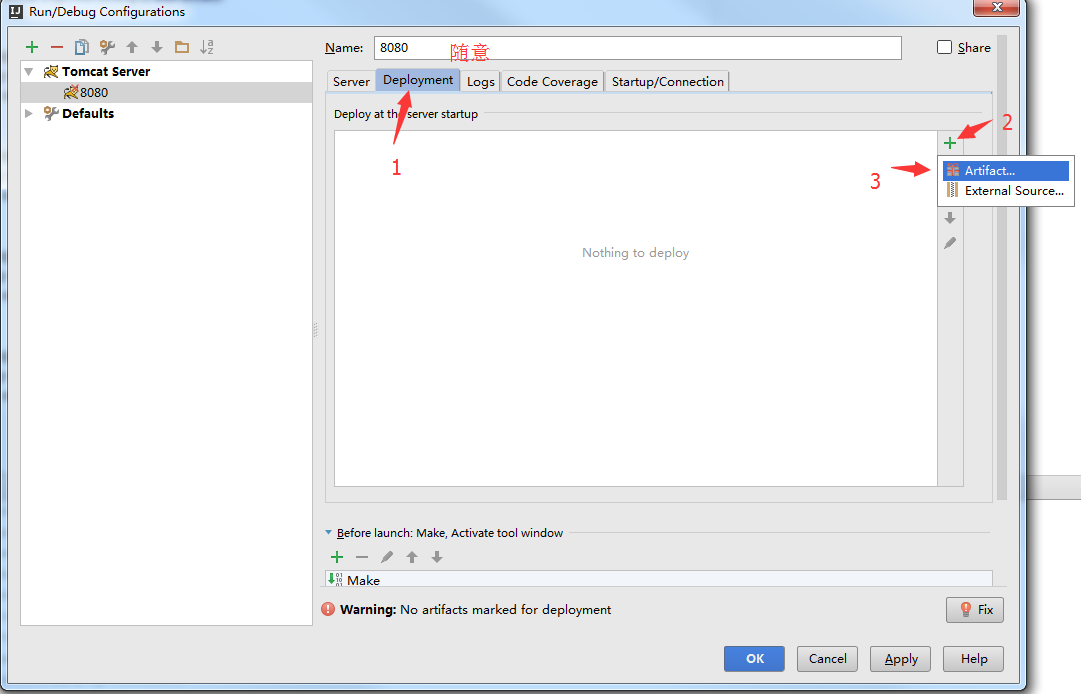 Run/Debug Configurations
Tomcat Server
8080
Defaults
Name: 8080 随意 Share
Server Deployment Logs Code Coverage Startup/Connection
Deploy at the server startup
1
2
3
Artifact...
External Source...
Nothing to deploy
Before launch: Make, Activate tool window
Make
Warning: No artifacts marked for deployment
Fix
OK Cancel Apply Help